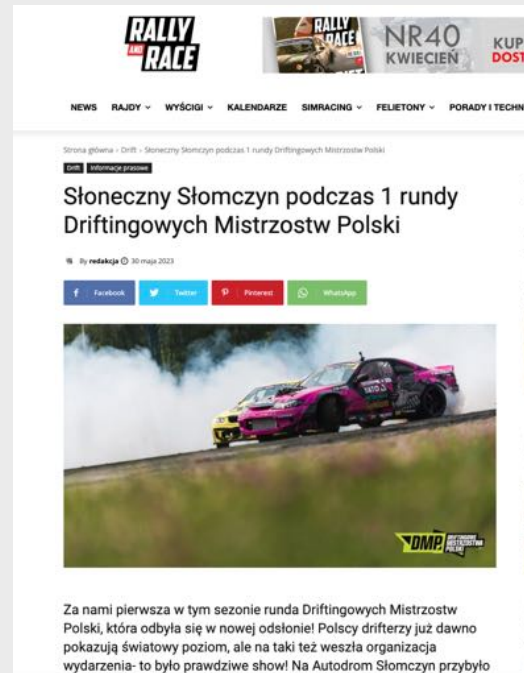 RALLY
AND
RACE
RALLY
AND RACE
NR40
KWIECIEŃ
KUP
DOST
NEWS RAJDY WYŚCIGI KALENDARZE SIMRACING FELIETONY PORADY I TECHN
Strona główna › Drift › Słoneczny Słomczyn podczas 1 rundy Driftingowych Mistrzostw Polski
Drift Informacje prasowe
Słoneczny Słomczyn podczas 1 rundy
Driftingowych Mistrzostw Polski
By redakcja 30 maja 2023
Facebook Twitter Pinterest WhatsApp
DMP. DRIFTINGOWE
MISTRZOSTWA
POLSKI
Za nami pierwsza w tym sezonie runda Driftingowych Mistrzostw
Polski, która odbyła się w nowej odsłonie! Polscy drifterzy już dawno
pokazują światowy poziom, ale na taki też weszła organizacja
wydarzenia- to było prawdziwe show! Na Autodrom Słomczyn przybyło